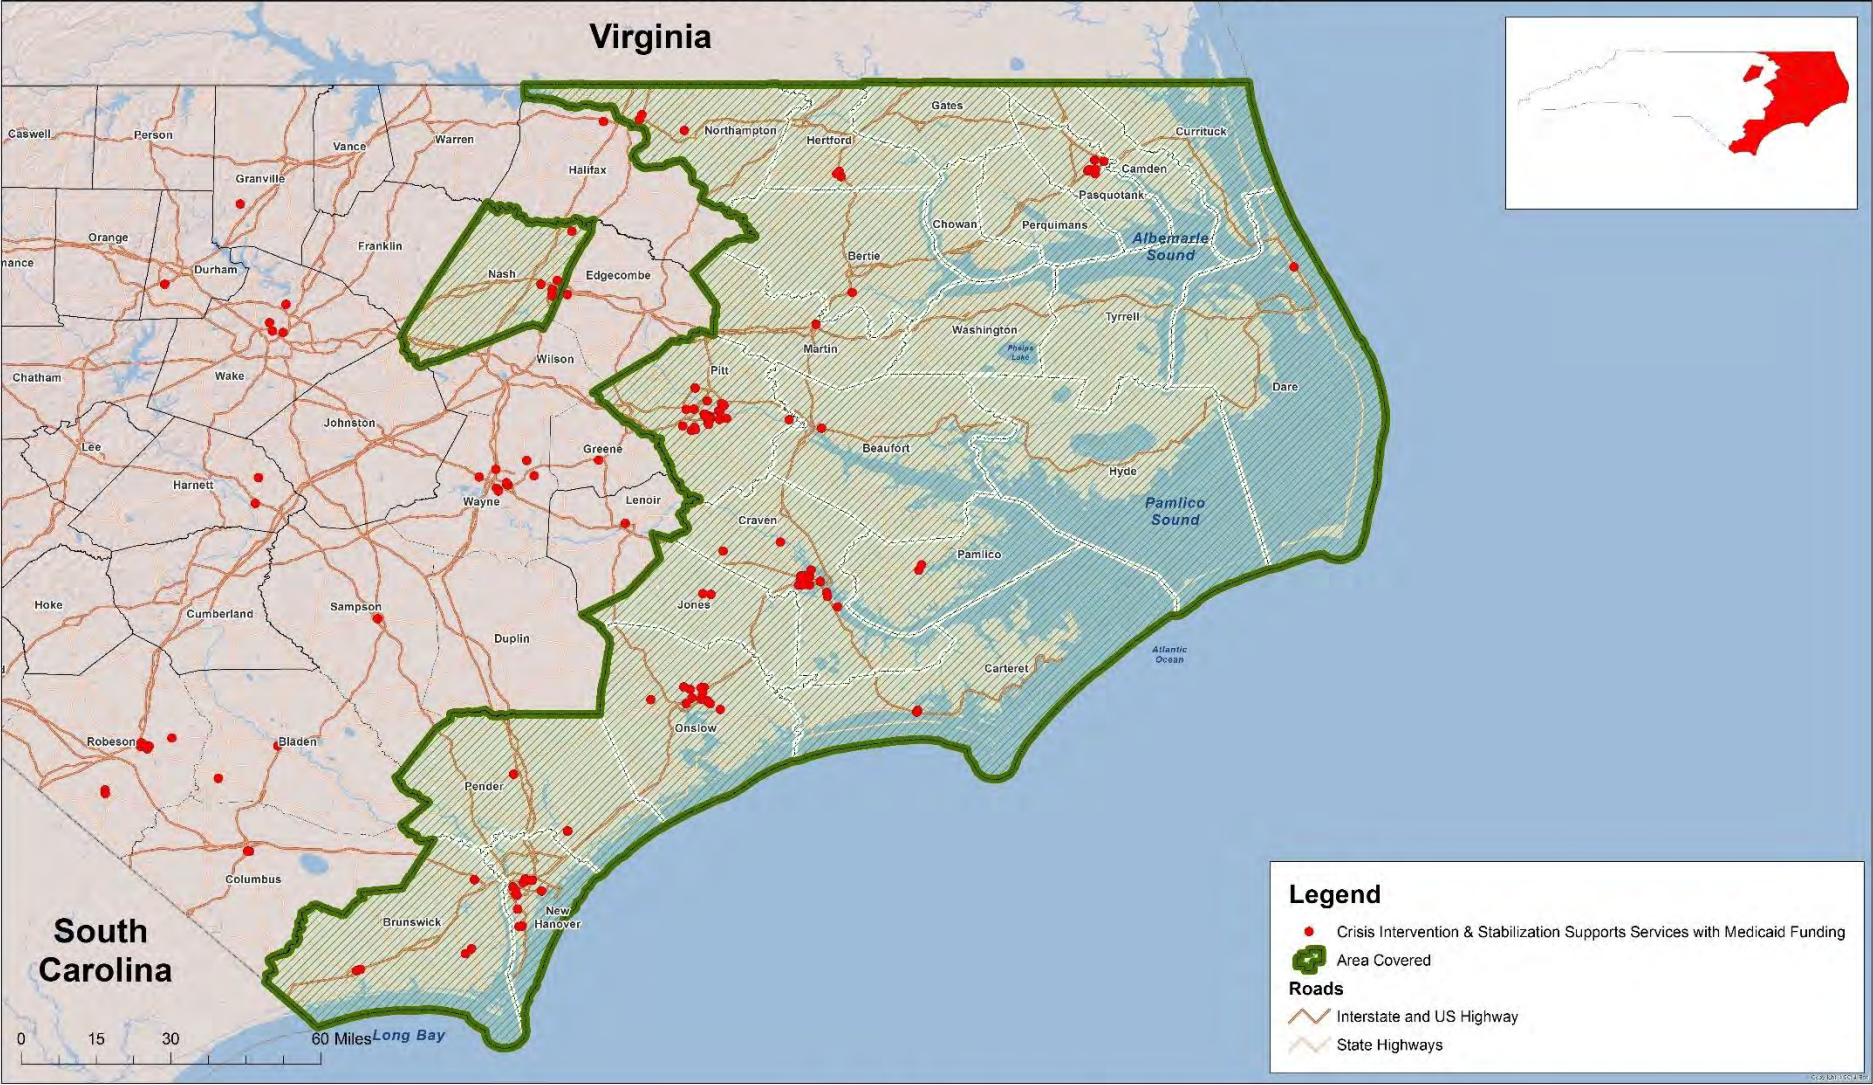 Virginia
Caswell
Person
Vance
Warren
Northampton
Hertford
Gates
Currituck
Granville
Halifax
Camden
Pasquotank
Orange
Franklin
Chowan
Perquimans
Albemarle
Sound
mance
Durham
Nash
Edgecombe
Bertie
Wilson
Martin
Washington
Tyrrell
Phelps
Lake
Chatham
Wake
Pitt
Dare
Johnston
Lee
Greene
Beaufort
Hyde
Harnett
Wayne
Lenoir
Pamlico
Sound
Craven
Pamlico
Hoke
Cumberland
Sampson
Jones
Duplin
Carteret
Atlantic
Ocean
Robeson
Bladen
Onslow
Pender
Columbus
Brunswick
New
Hanover
South
Carolina
Long Bay
0 15 30 60 Miles
Legend
Crisis Intervention & Stabilization Supports Services with Medicaid Funding
Area Covered
Roads
Interstate and US Highway
State Highways